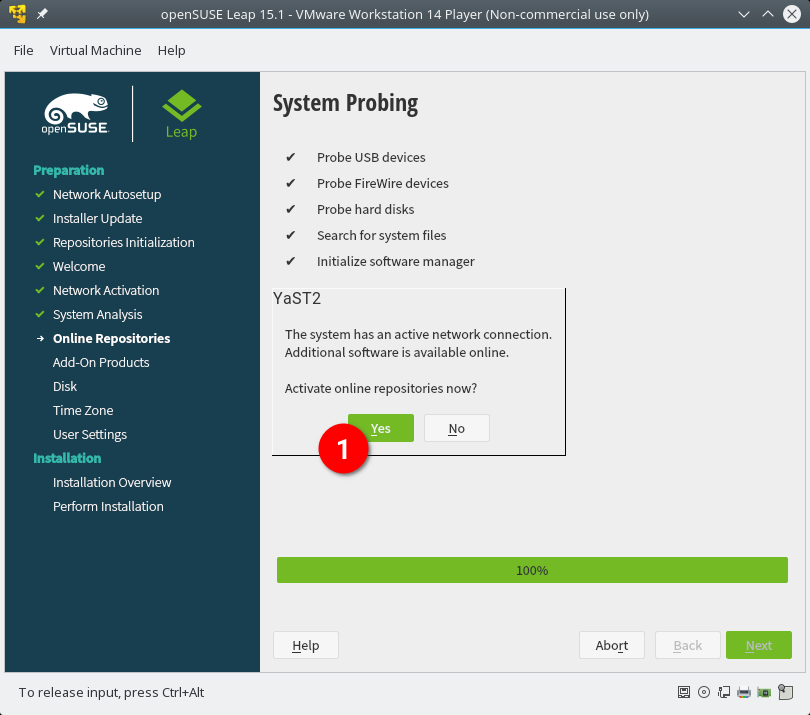 openSUSE Leap 15.1 - VMware Workstation 14 Player (Non-commercial use only)
File Virtual Machine Help
openSUSE
Leap
Preparation
Network Autosetup
Installer Update
Repositories Initialization
Welcome
Network Activation
System Analysis
Online Repositories
Add-On Products
Disk
Time Zone
User Settings
Installation
Installation Overview
Perform Installation
System Probing
✔ Probe USB devices
✔ Probe FireWire devices
✔ Probe hard disks
✔ Search for system files
✔ Initialize software manager
YaST2
The system has an active network connection.
Additional software is available online.
Activate online repositories now?
Yes No
1
100%
Help Abort Back Next
To release input, press Ctrl+Alt